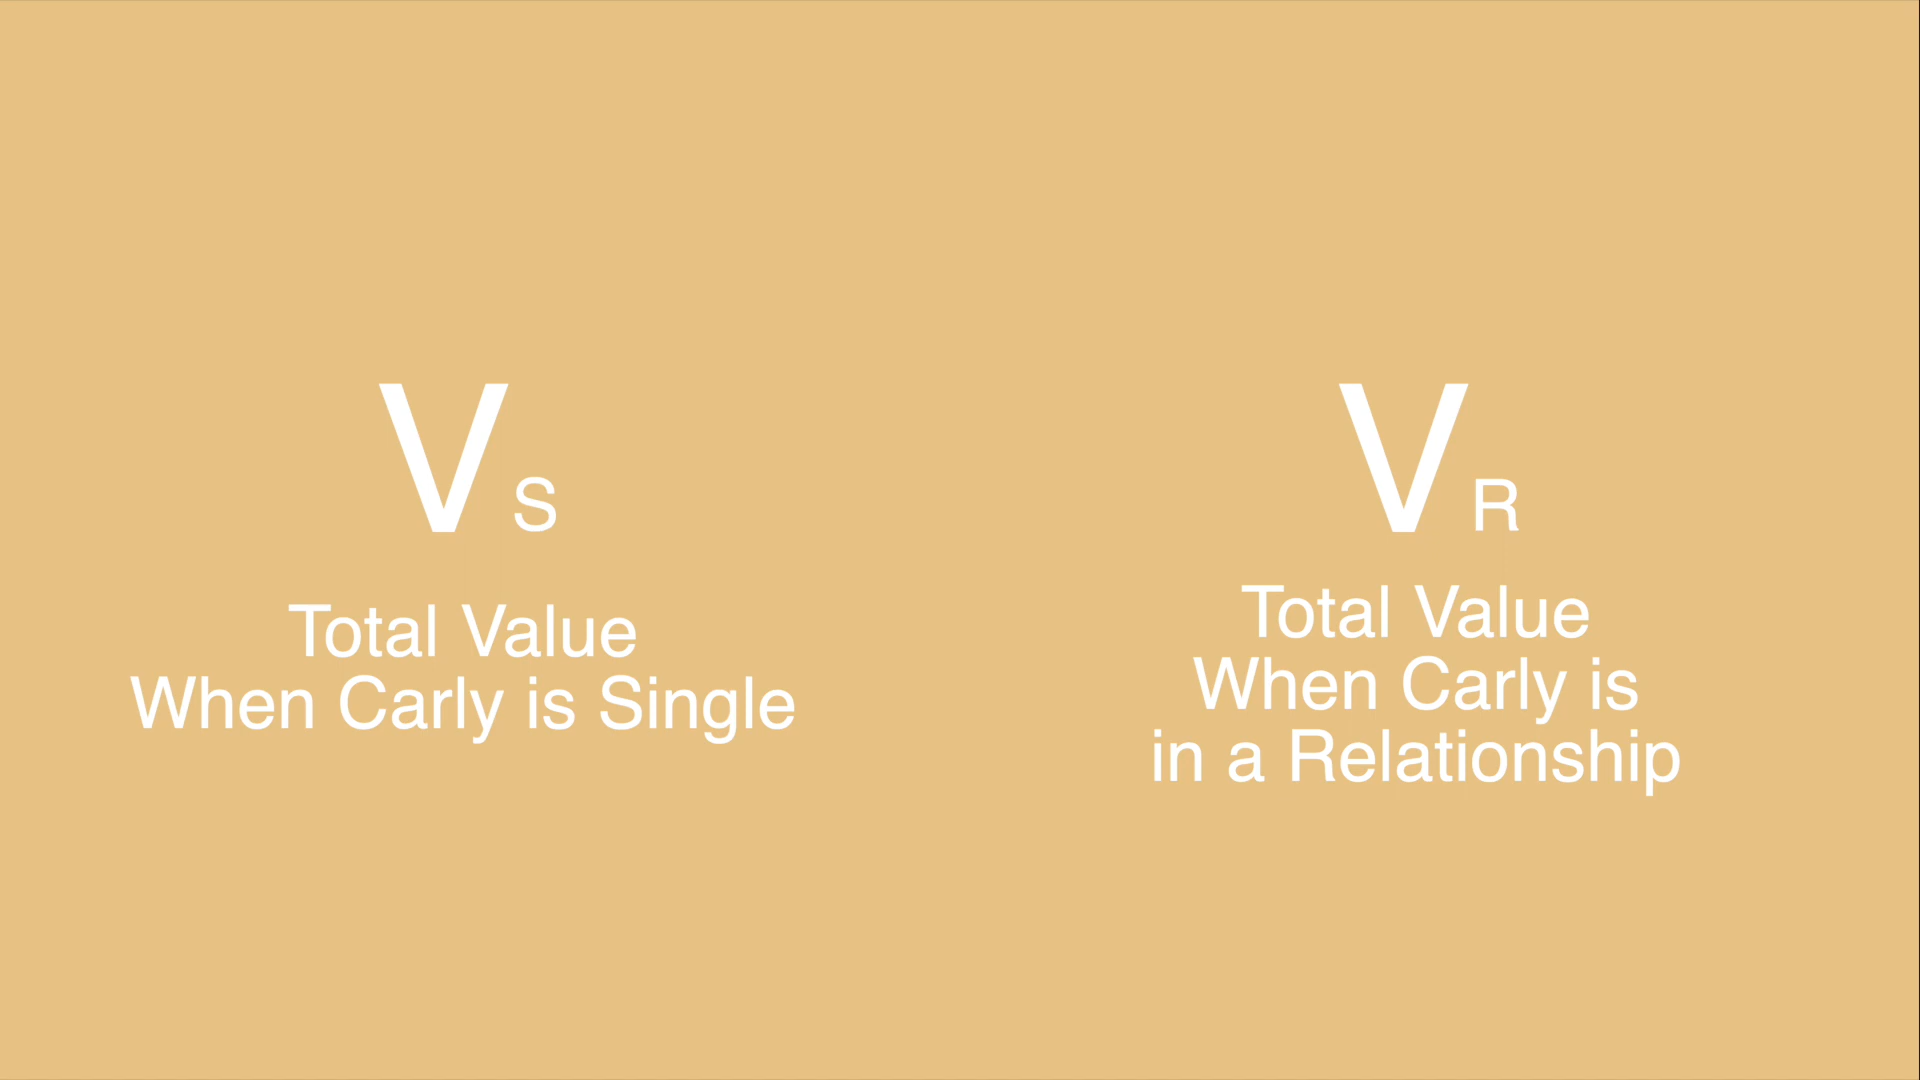 V S
Total Value
When Carly is Single
V R
Total Value
When Carly is
in a Relationship